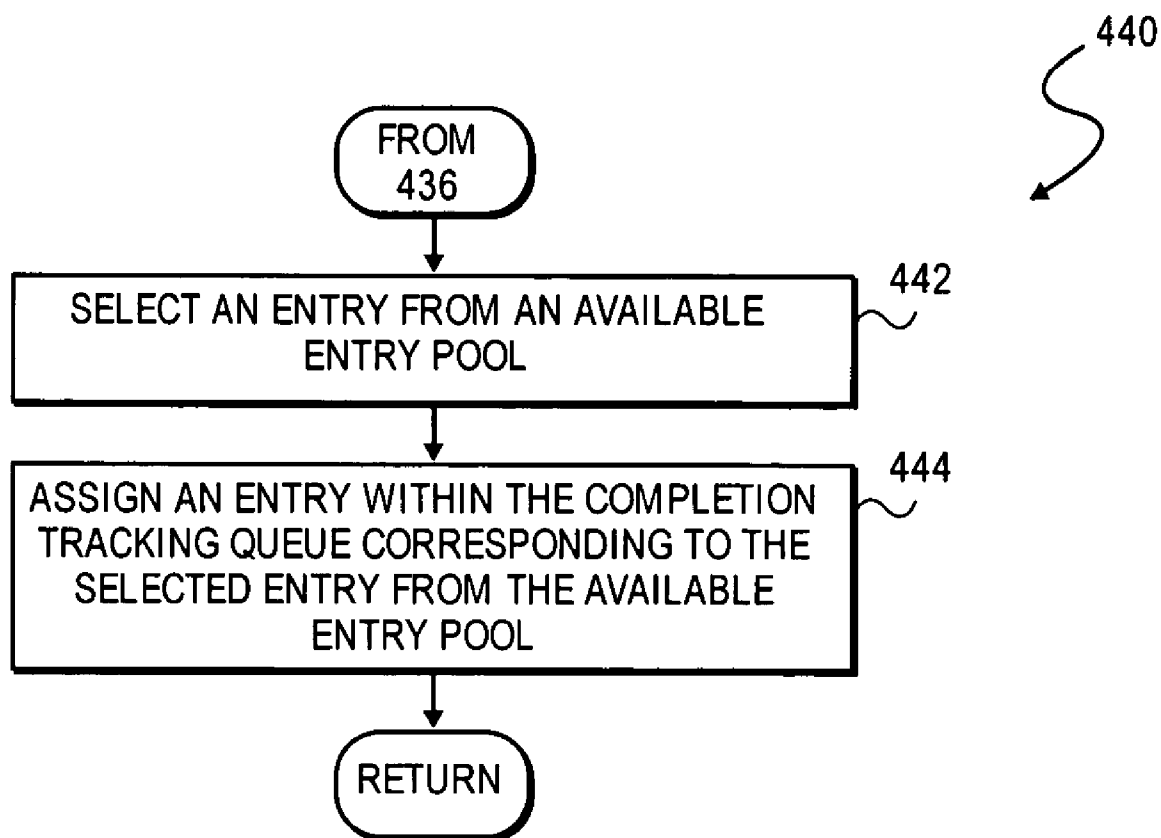 440
FROM
436
442
SELECT AN ENTRY FROM AN AVAILABLE
ENTRY POOL
444
ASSIGN AN ENTRY WITHIN THE COMPLETION
TRACKING QUEUE CORRESPONDING TO THE
SELECTED ENTRY FROM THE AVAILABLE
ENTRY POOL
RETURN